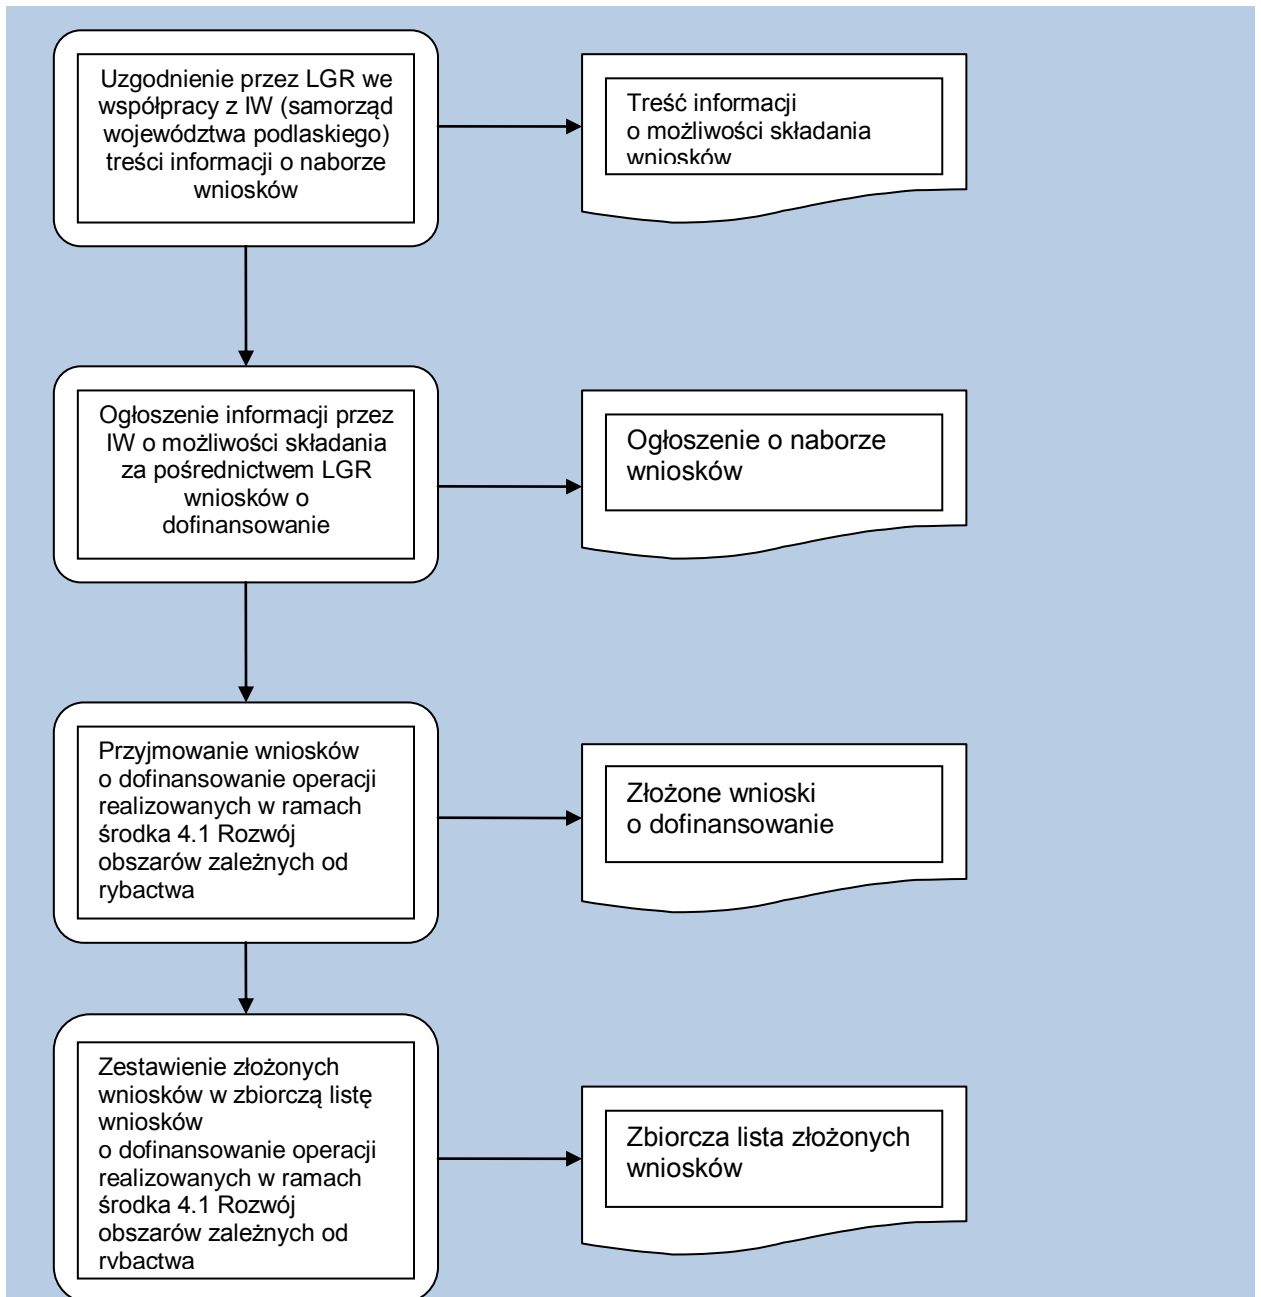 Uzgodnienie przez LGR we
współpracy z IW (samorząd
województwa podlaskiego)
treści informacji o naborze
wniosków
Treść informacji
o możliwości składania
wniosków
Ogłoszenie informacji przez
IW o możliwości składania
za pośrednictwem LGR
wniosków o
dofinansowanie
Ogłoszenie o naborze
wniosków
Przyjmowanie wniosków
o dofinansowanie operacji
realizowanych w ramach
środka 4.1 Rozwój
obszarów zależnych od
rybactwa
Złożone wnioski
o dofinansowanie
Zestawienie złożonych
wniosków w zbiorczą listę
wniosków
o dofinansowanie operacji
realizowanych w ramach
środka 4.1 Rozwój
obszarów zależnych od
rybactwa
Zbiorcza lista złożonych
wniosków